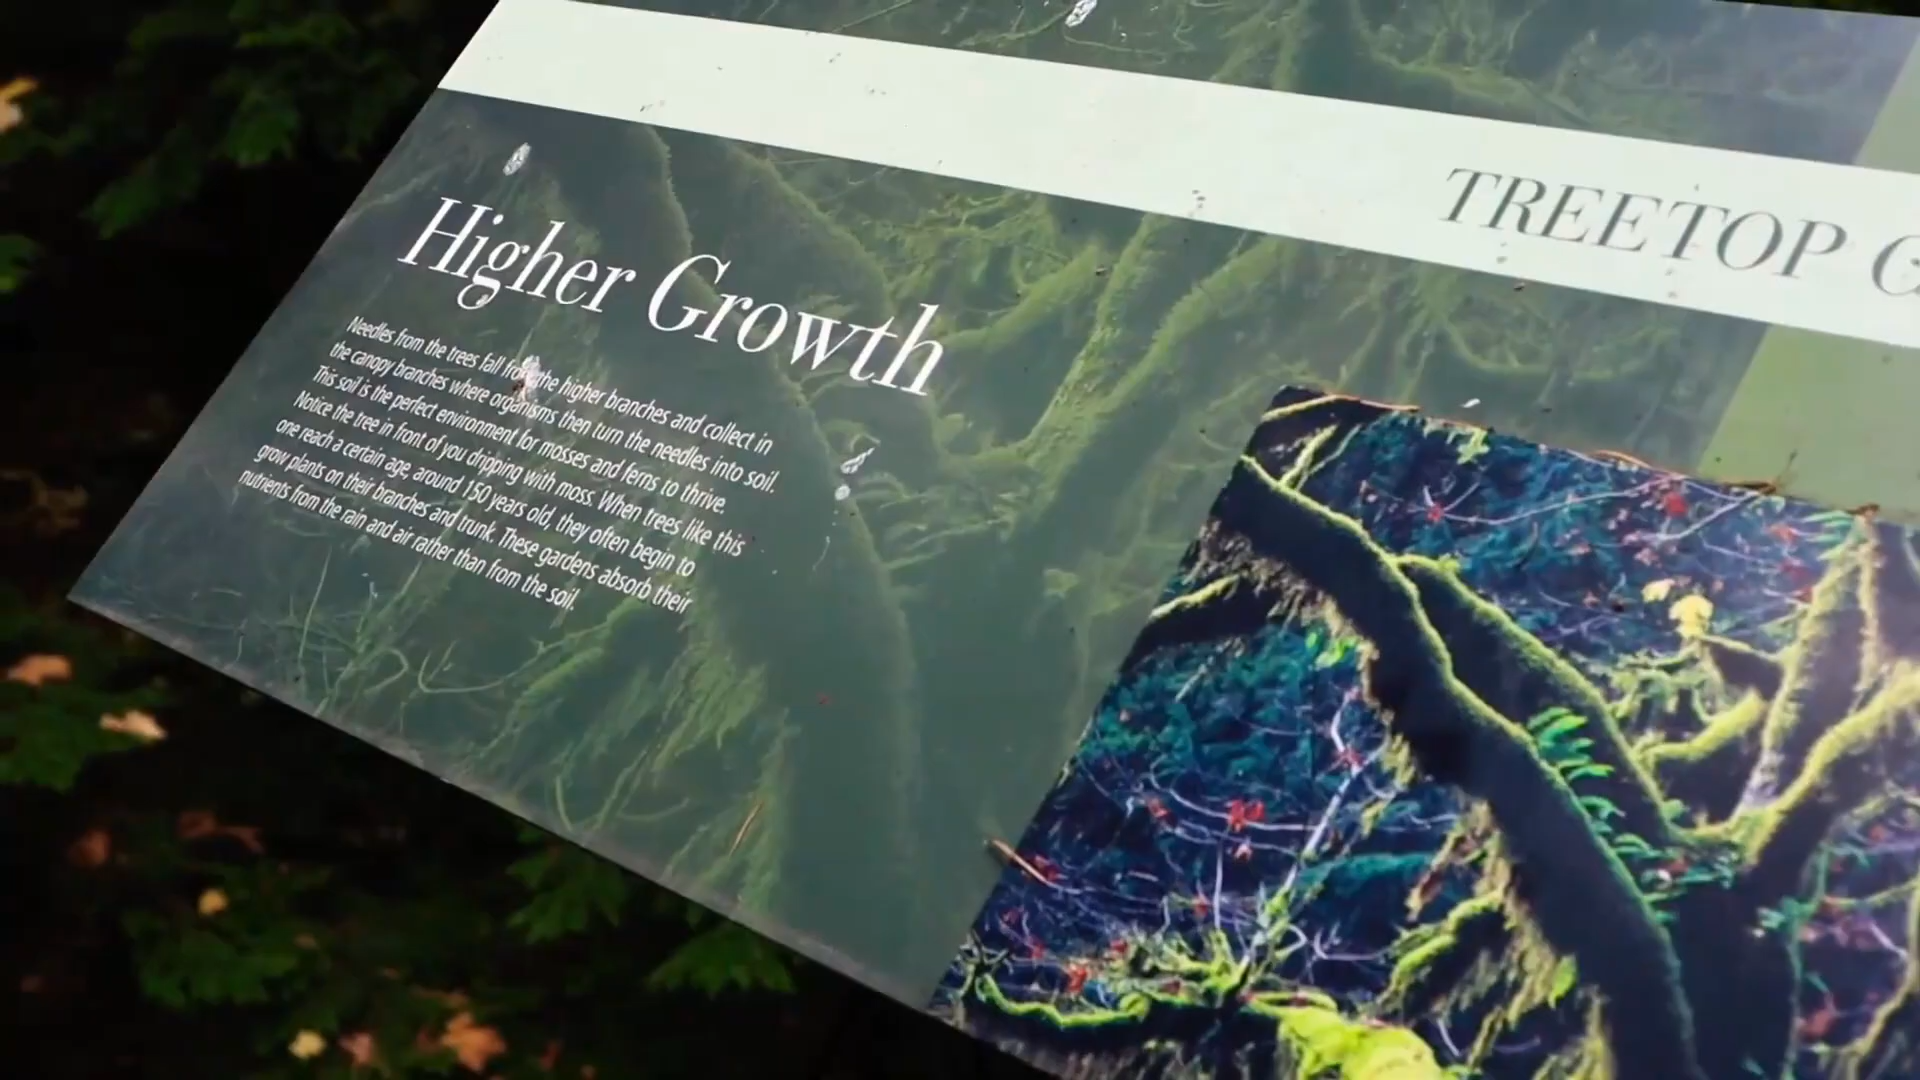 TREETOP G
Higher Growth
Needles from the trees fall from the higher branches and collect in
the canopy branches where organisms then turn the needles into soil.
This soil is the perfect environment for mosses and ferns to thrive.
Notice the tree in front of you dripping with moss. When trees like this
one reach a certain age, around 150 years old, they often begin to
grow plants on their branches and trunk. These gardens absorb their
nutrients from the rain and air rather than from the soil.